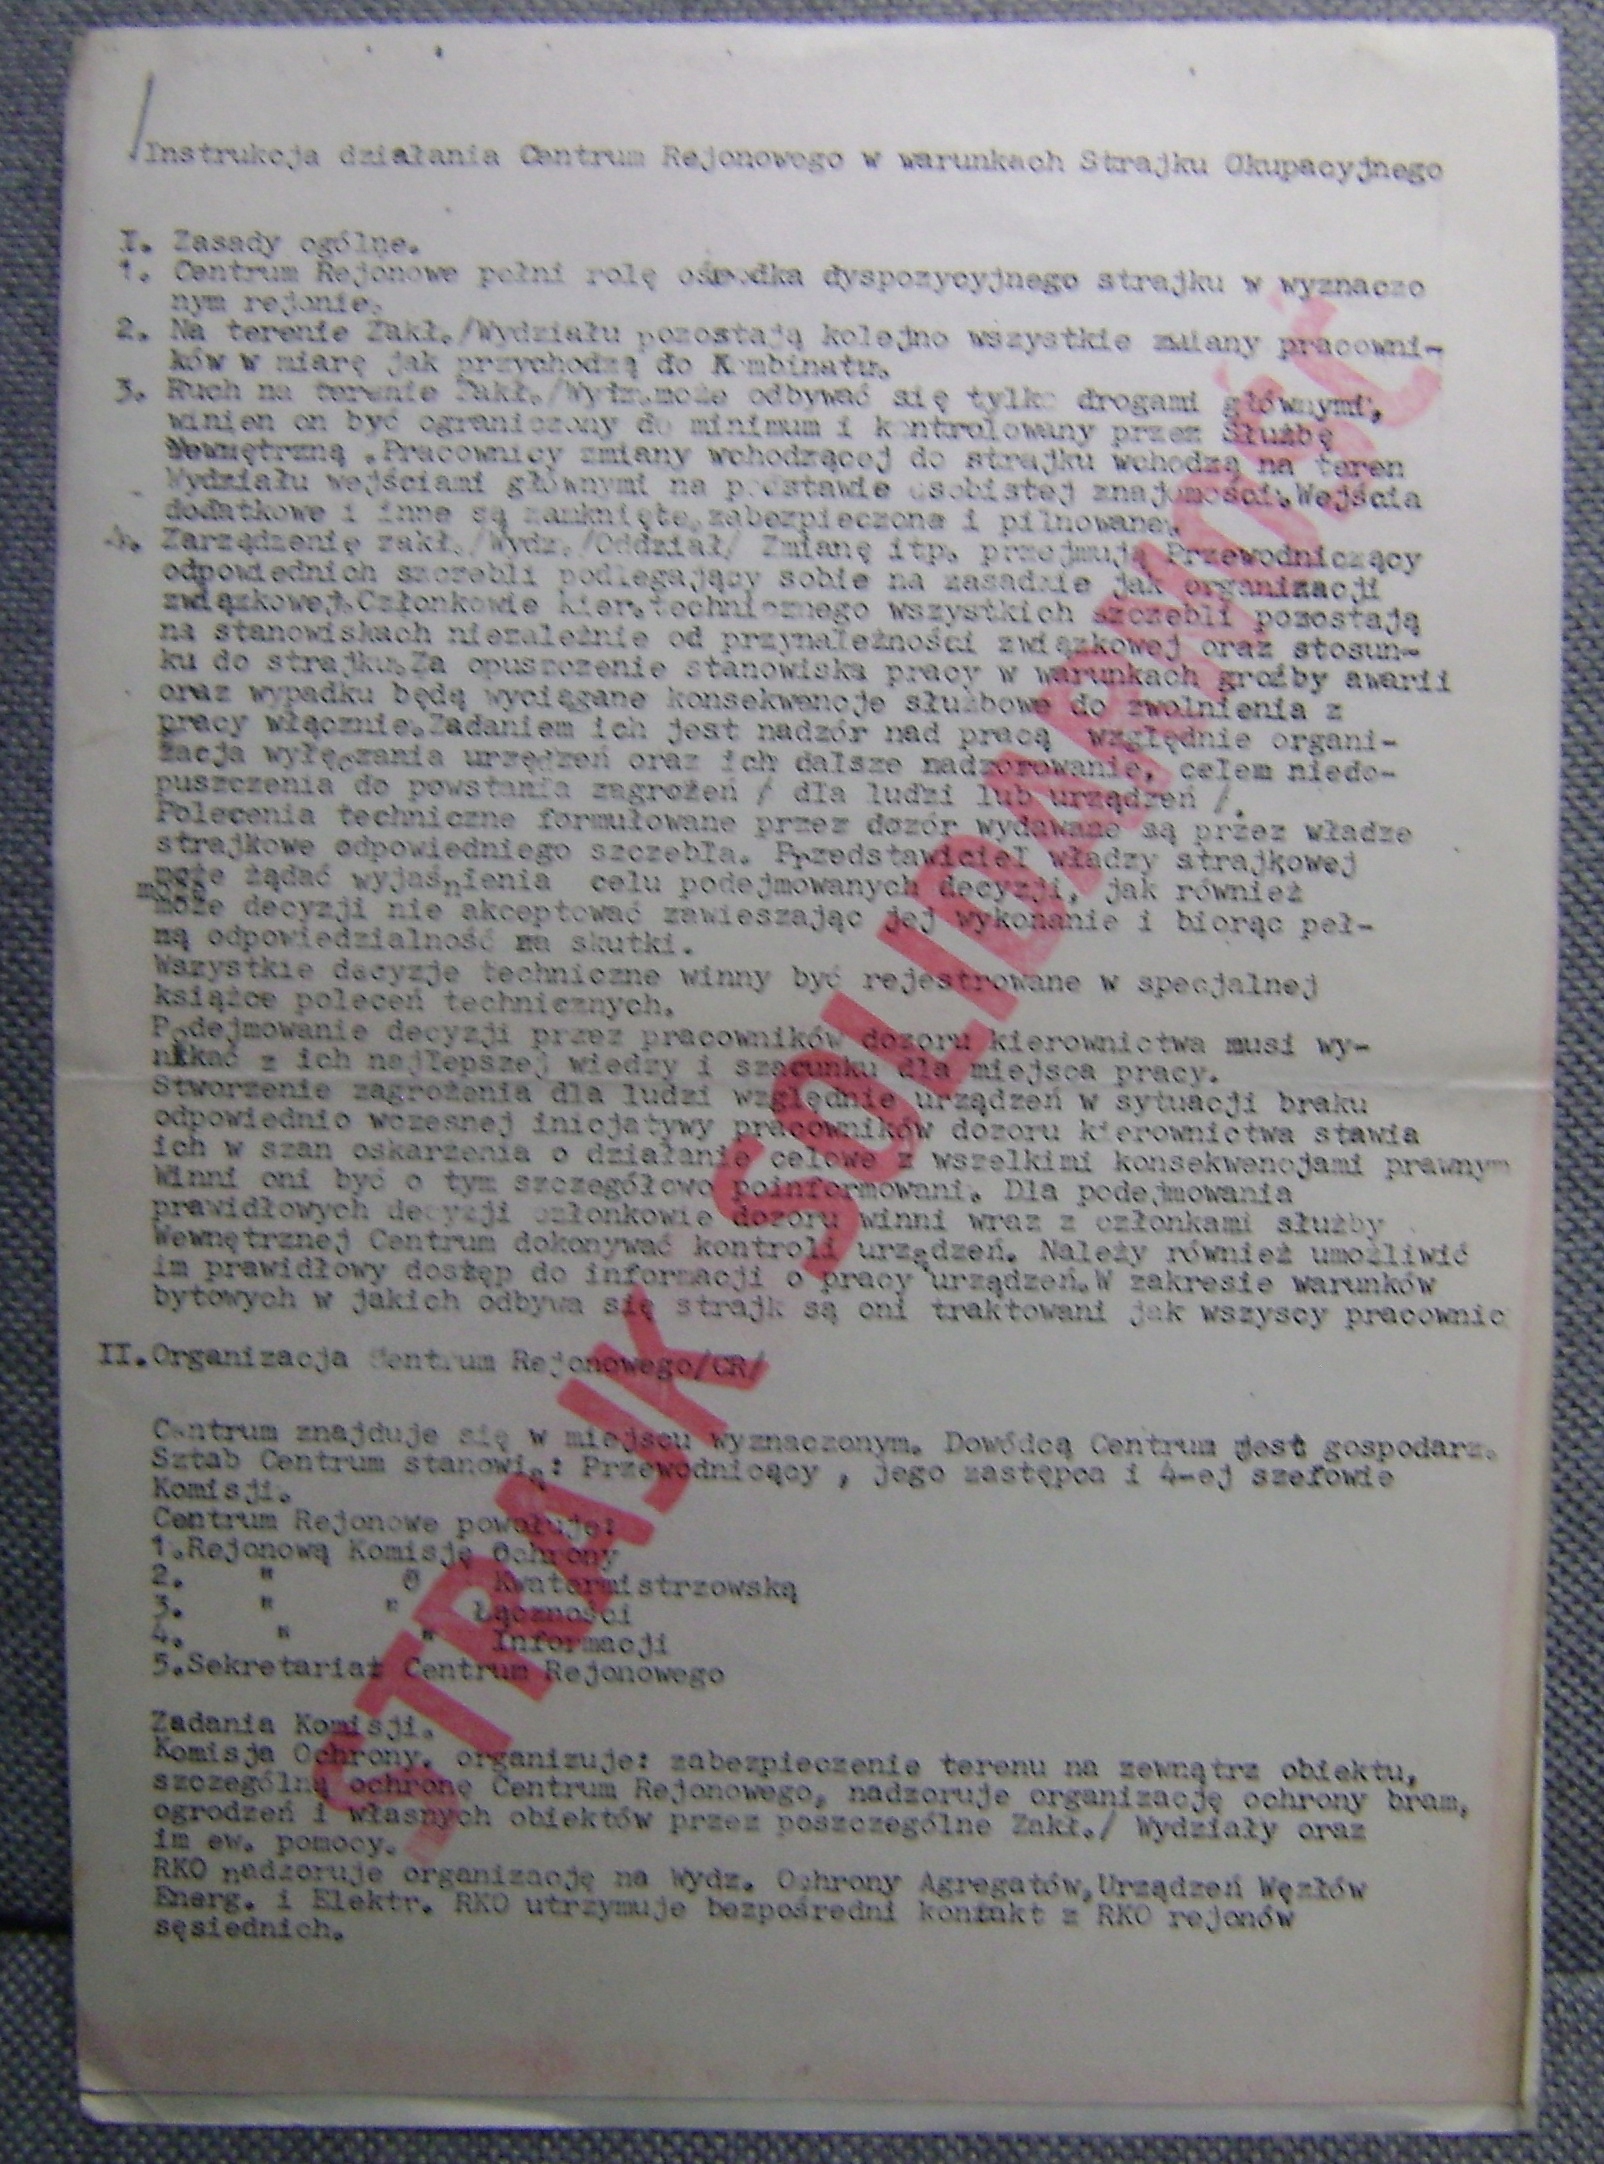 Instrukcja działania Centrum Rejonowego w warunkach Strajku Okupacyjnego
I. Zasady ogólne.
1. Centrum Rejonowe pełni rolę ośrodka dyspozycyjnego strajku w wyznaczo
nym rejonie.
2. Na terenie Zakł./Wydziału pozostają kolejno wszystkie zmiany pracowni-
ków w miarę jak przychodzą do Kombinatu.
3. Ruch na terenie Zakł./Wydz.może odbywać się tylko drogami głównymi,
winien on być ograniczony do minimum i kontrolowany przez Służbę
Wewnętrzną .Pracownicy zmiany wchodzącej do strajku wchodzą na teren
Wydziału wejściami głównymi na podstawie osobistej znajomości.Wejścia
dodatkowe i inne są zamknięte,zabezpieczone i pilnowane.
4. Zarządzenie zakł./Wydz./Oddział/ Zmianę itp. przejmują Przewodniczący
odpowiednich szczebli podlegający sobie na zasadzie jak organizacji
związkowej.Członkowie kier.technicznego wszystkich szczebli pozostają
na stanowiskach niezależnie od przynależności związkowej oraz stosun-
ku do strajku.Za opuszczenie stanowiska pracy w warunkach groźby awarii
oraz wypadku będą wyciągane konsekwencje służbowe do zwolnienia z
pracy włącznie.Zadaniem ich jest nadzór nad pracą względnie organi-
zacja wyłęczania urzędzeń oraz ich dalsze nadzorowanie, celem niedo-
puszczenia do powstania zagrożeń / dla ludzi lub urządzeń /.
Polecenia techniczne formułowane przez dozór wydawane są przez władze
strajkowe odpowiedniego szczebla. Przedstawiciel władzy strajkowej
może żądać wyjaśnienia celu podejmowanych decyzji, jak również
może decyzji nie akceptować zawieszając jej wykonanie i biorąc peł-
ną odpowiedzialność za skutki.
Wszystkie decyzje techniczne winny być rejestrowane w specjalnej
książce poleceń technicznych.
Podejmowanie decyzji przez pracowników dozoru kierownictwa musi wy-
nikać z ich najlepszej wiedzy i szacunku dla miejsca pracy.
Stworzenie zagrożenia dla ludzi względnie urządzeń w sytuacji braku
odpowiednio wczesnej inicjatywy pracowników dozoru kierownictwa stawia
ich w szan oskarżenia o działanie celowe z wszelkimi konsekwencjami prawnym
Winni oni być o tym szczegółowo poinformowani. Dla podejmowania
prawidłowych decyzji członkowie dozoru winni wraz z członkami służby
Wewnętrznej Centrum dokonywać kontroli urządzeń. Należy również umożliwić
im prawidłowy dostęp do informacji o pracy urządzeń.W zakresie warunków
bytowych w jakich odbywa się strajk są oni traktowani jak wszyscy pracownic
II.Organizacja Centrum Rejonowego/CR/
Centrum znajduje się w miejscu wyznaczonym. Dowódcą Centrum jest gospodarz.
Sztab Centrum stanowią: Przewodnicący , jego zastępca i 4-ej szefowie
Komisji.
Centrum Rejonowe powołuje:
1.Rejonową Komisję Ochrony
2. " 0 Kwatermistrzowską
3. " " Łączności
4. " " Informacji
5.Sekretariat Centrum Rejonowego
Zadania Komisji.
Komisja Ochrony. organizuje: zabezpieczenie terenu na zewnątrz obiektu,
szczególną ochronę Centrum Rejonowego, nadzoruje organizację ochrony bram,
ogrodzeń i własnych obiektów przez poszczególne Zakł./ Wydziały oraz
im ew. pomocy.
RKO nadzoruje organizację na Wydz. Ochrony Agregatów,Urządzeń Węzłów
Energ. i Elektr. RKO utrzymuje bezpośredni kontakt z RKO rejonów
sęsiednich.
STRAJK SOLIDARNOŚĆ